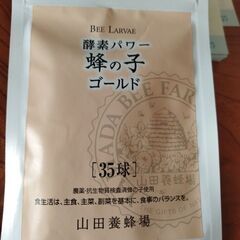 BEE LARVAE
酵素パワー
蜂の子
ゴールド
［35球］
農薬・抗生物質検査済蜂の子使用
食生活は、主食、主菜、副菜を基本に、食事のバランスを。
山田養蜂場